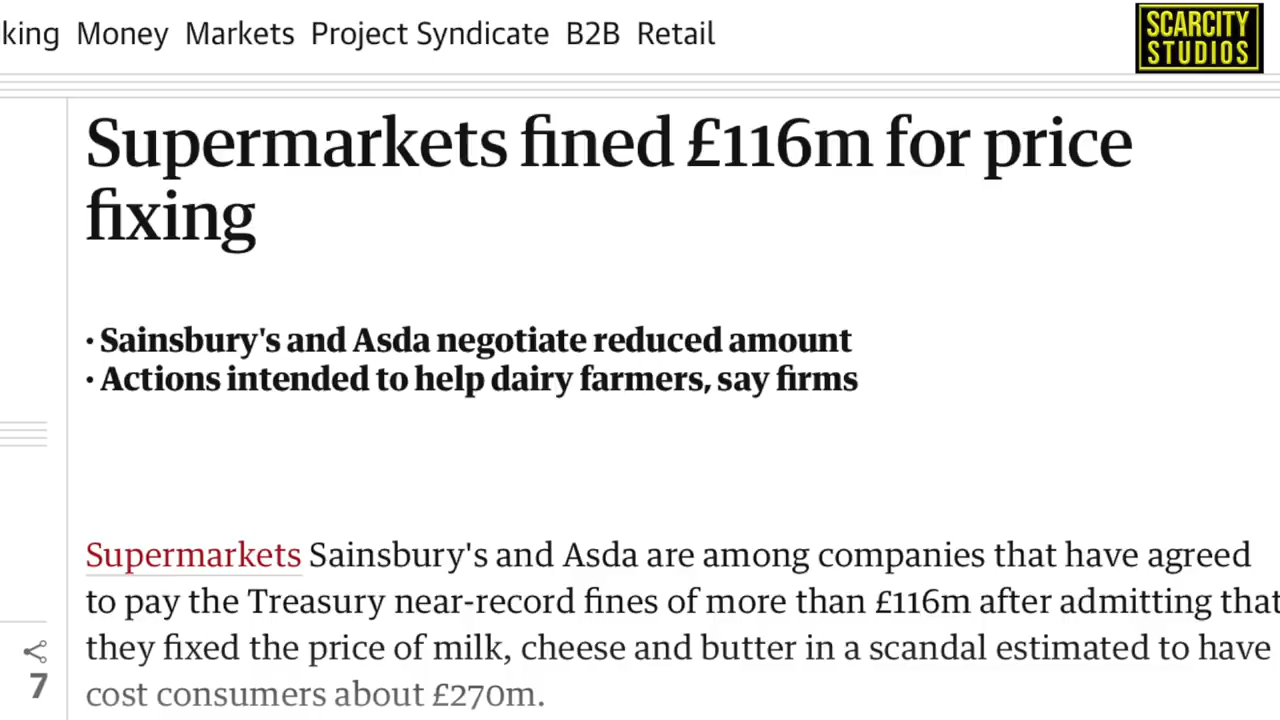 king Money Markets Project Syndicate B2B Retail
SCARCITY
STUDIOS
Supermarkets fined £116m for price
fixing
· Sainsbury's and Asda negotiate reduced amount
· Actions intended to help dairy farmers, say firms
Supermarkets Sainsbury's and Asda are among companies that have agreed
to pay the Treasury near-record fines of more than £116m after admitting that
they fixed the price of milk, cheese and butter in a scandal estimated to have
7
cost consumers about £270m.